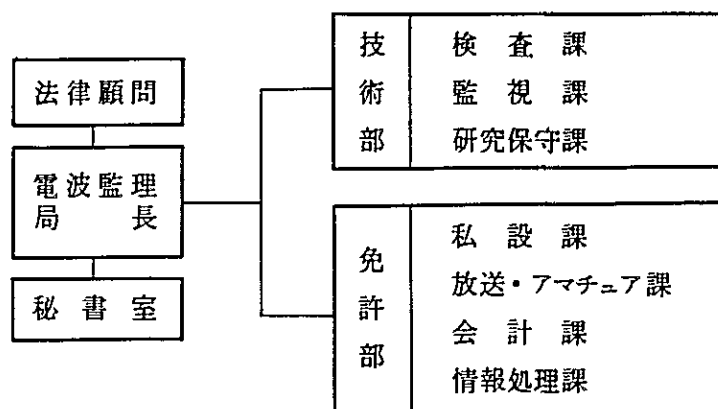 法律顧問
電波監理
局長
秘書室
技術部
検査課
監視課
研究保守課
免許部
私設課
放送・アマチュア課
会計課
情報処理課